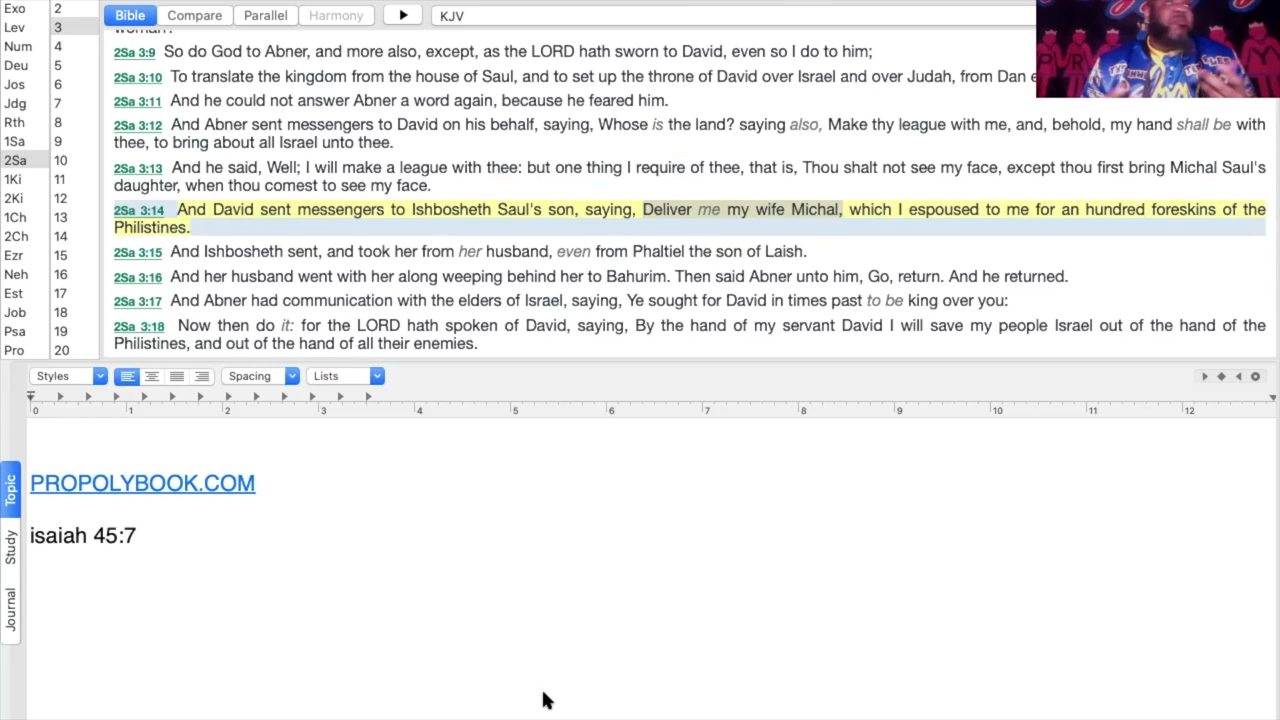 Exo 2
Lev 3
Num 4
Deu 5
Jos 6
Jdg 7
Rth 8
1Sa 9
2Sa 10
1Ki 11
2Ki 12
1Ch 13
2Ch 14
Ezr 15
Neh 16
Est 17
Job 18
Psa 19
Pro 20
Bible Compare Parallel Harmony KJV
2Sa 3:9 So do God to Abner, and more also, except, as the LORD hath sworn to David, even so I do to him;
2Sa 3:10 To translate the kingdom from the house of Saul, and to set up the throne of David over Israel and over Judah, from Dan
2Sa 3:11 And he could not answer Abner a word again, because he feared him.
2Sa 3:12 And Abner sent messengers to David on his behalf, saying, Whose is the land? saying also, Make thy league with me, and, behold, my hand shall be with
thee, to bring about all Israel unto thee.
2Sa 3:13 And he said, Well; I will make a league with thee: but one thing I require of thee, that is, Thou shalt not see my face, except thou first bring Michal Saul's
daughter, when thou comest to see my face.
2Sa 3:14 And David sent messengers to Ishbosheth Saul's son, saying, Deliver me my wife Michal, which I espoused to me for an hundred foreskins of the
Philistines.
2Sa 3:15 And Ishbosheth sent, and took her from her husband, even from Phaltiel the son of Laish.
2Sa 3:16 And her husband went with her along weeping behind her to Bahurim. Then said Abner unto him, Go, return. And he returned.
2Sa 3:17 And Abner had communication with the elders of Israel, saying, Ye sought for David in times past to be king over you:
2Sa 3:18 Now then do it: for the LORD hath spoken of David, saying, By the hand of my servant David I will save my people Israel out of the hand of the
Philistines, and out of the hand of all their enemies.
Styles Spacing Lists
0 1 2 3 4 5 6 7 8 9 10 11 12
Topic
Study
Journal
PROPOLYBOOK.COM
isaiah 45:7